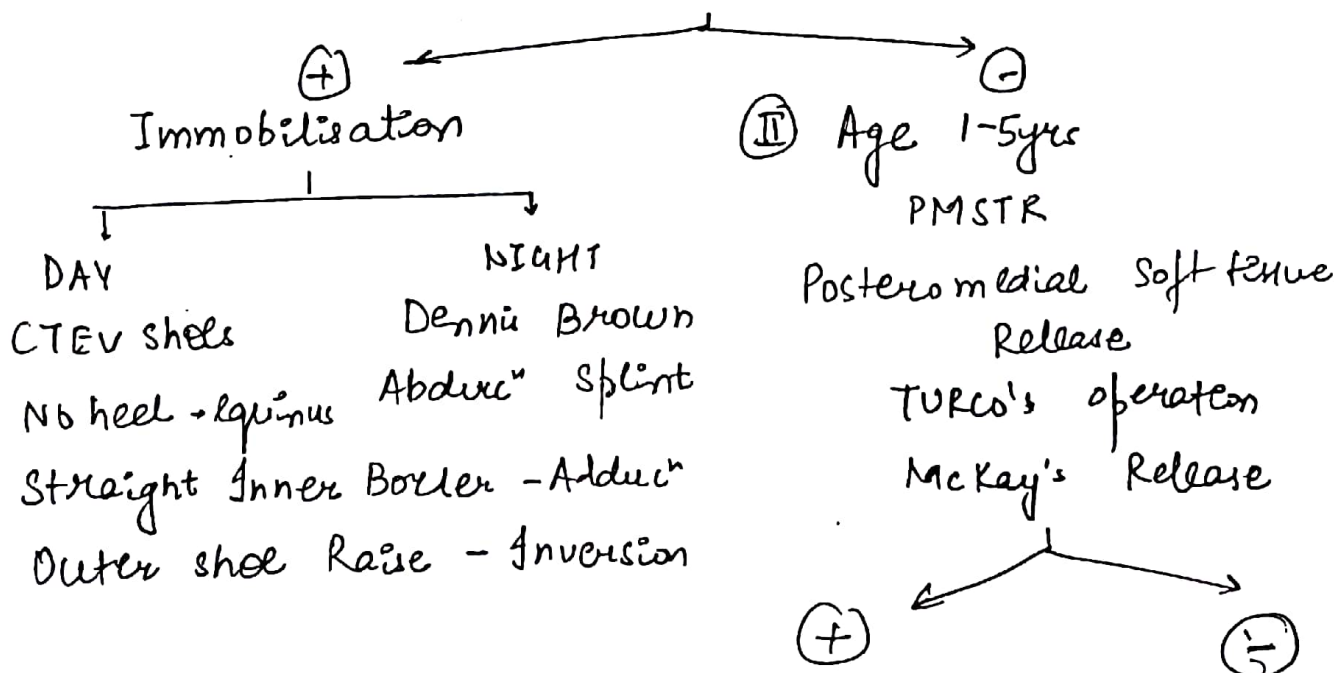 (+)
Immobilisation
DAY
CTEV Shoes
No heel → equinus
Straight Inner Border - Adducⁿ
Outer shoe Raise - Inversion
NIGHT
Dennis Brown
Abducⁿ Splint
(-)
(II) Age 1-5yrs
PMSTR
Posteromedial Soft tissue
Release
TURCO's operation
McKay's Release
(+)
(-)